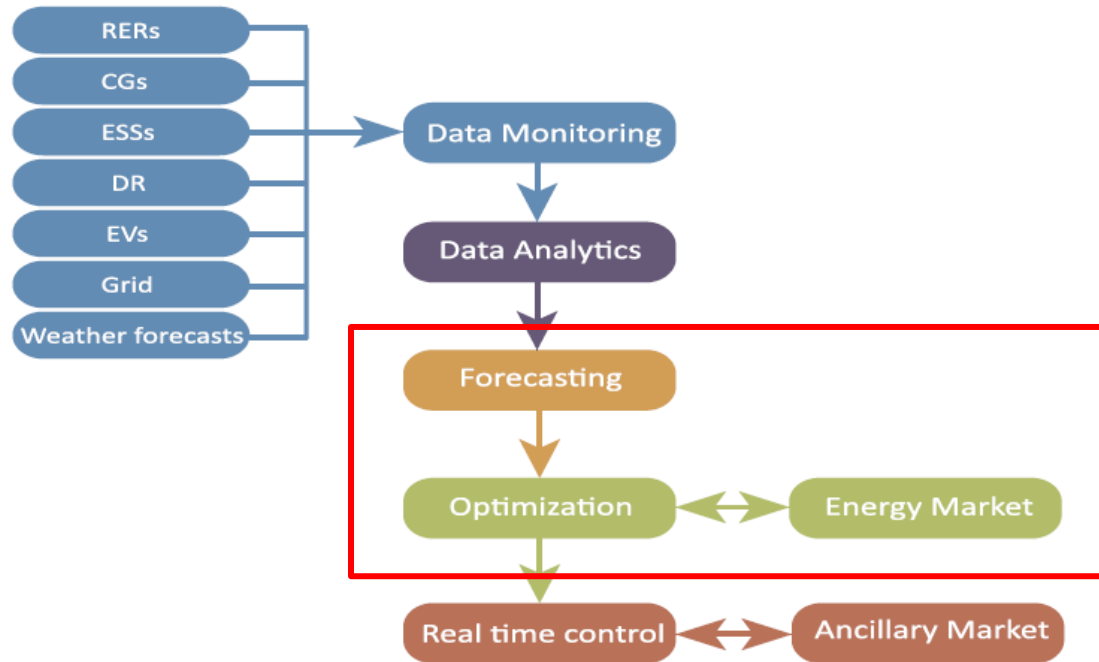 RERs
CGs
ESSs
DR
EVs
Grid
Weather forecasts
Data Monitoring
Data Analytics
Forecasting
Optimization
Energy Market
Real time control
Ancillary Market